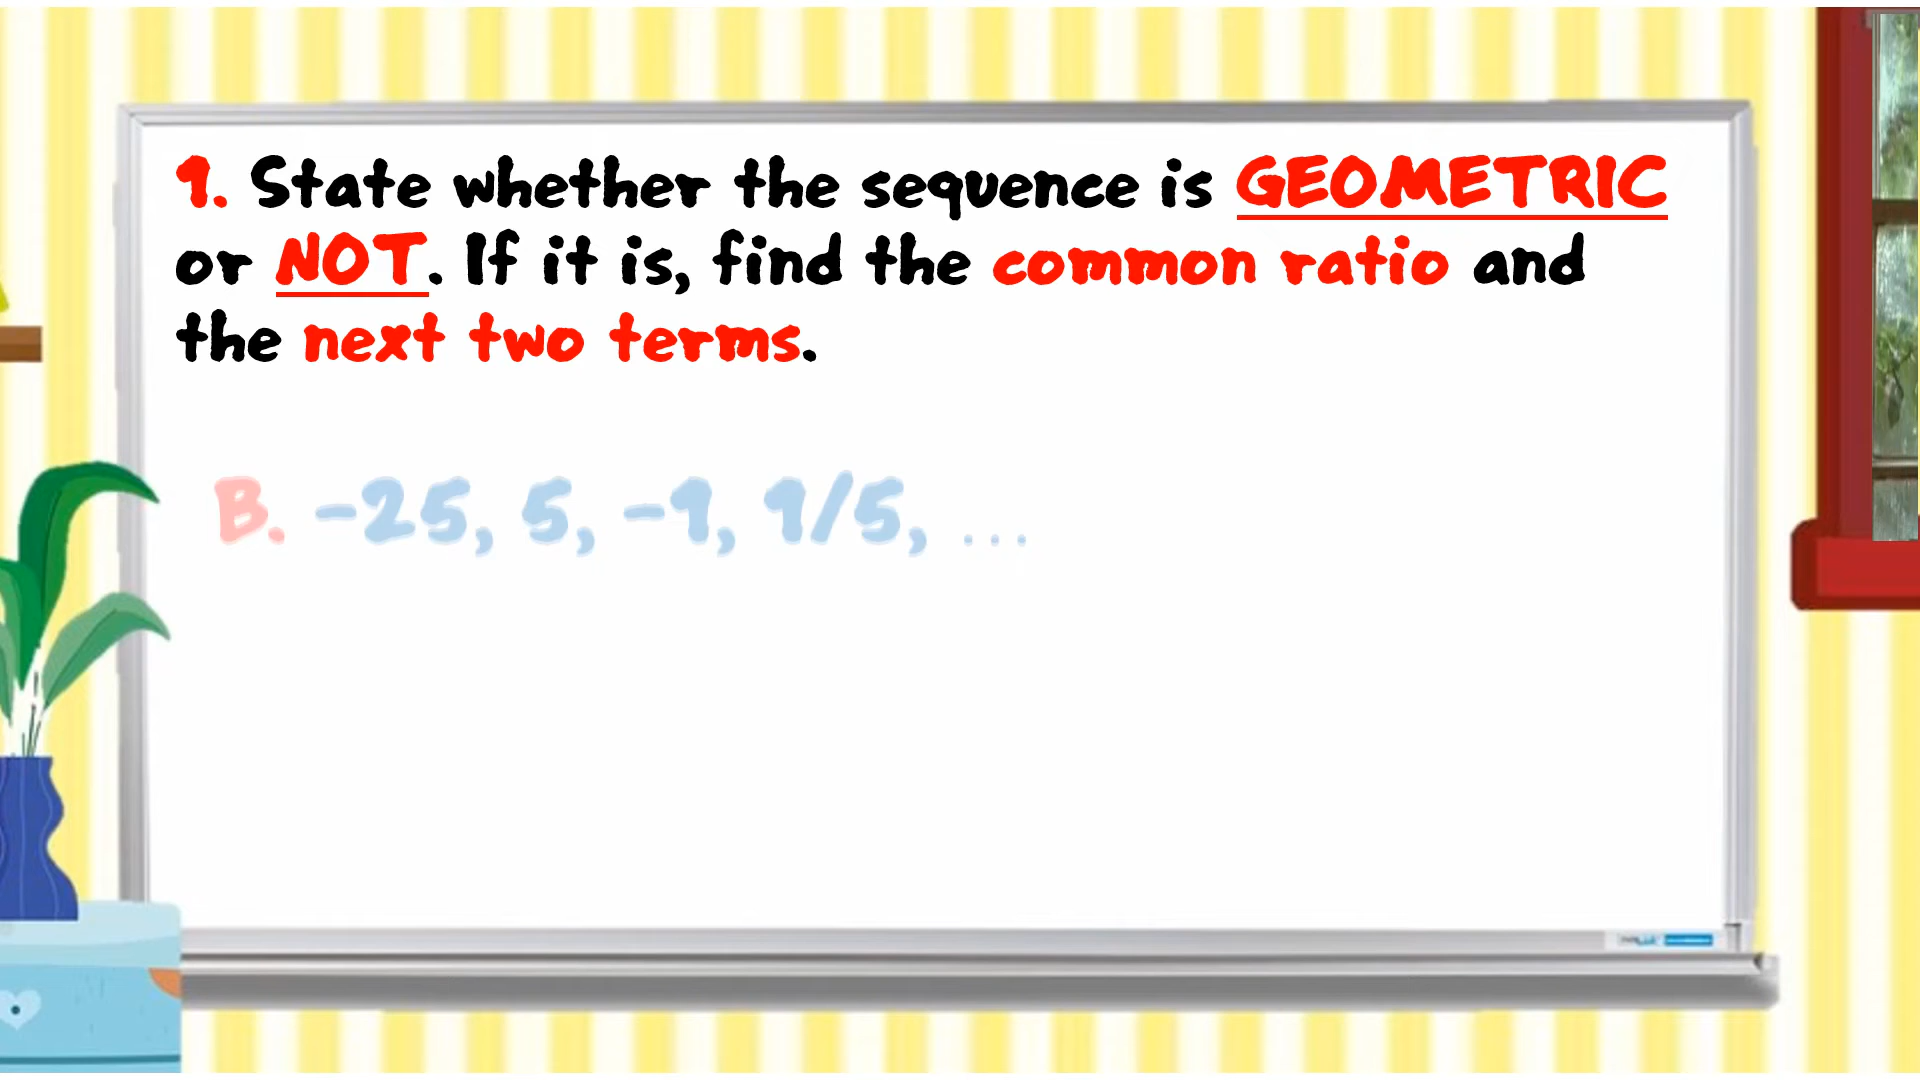 1. State whether the sequence is GEOMETRIC
or NOT. If it is, find the common ratio and
the next two terms.
B. -25, 5, -1, 1/5, ...